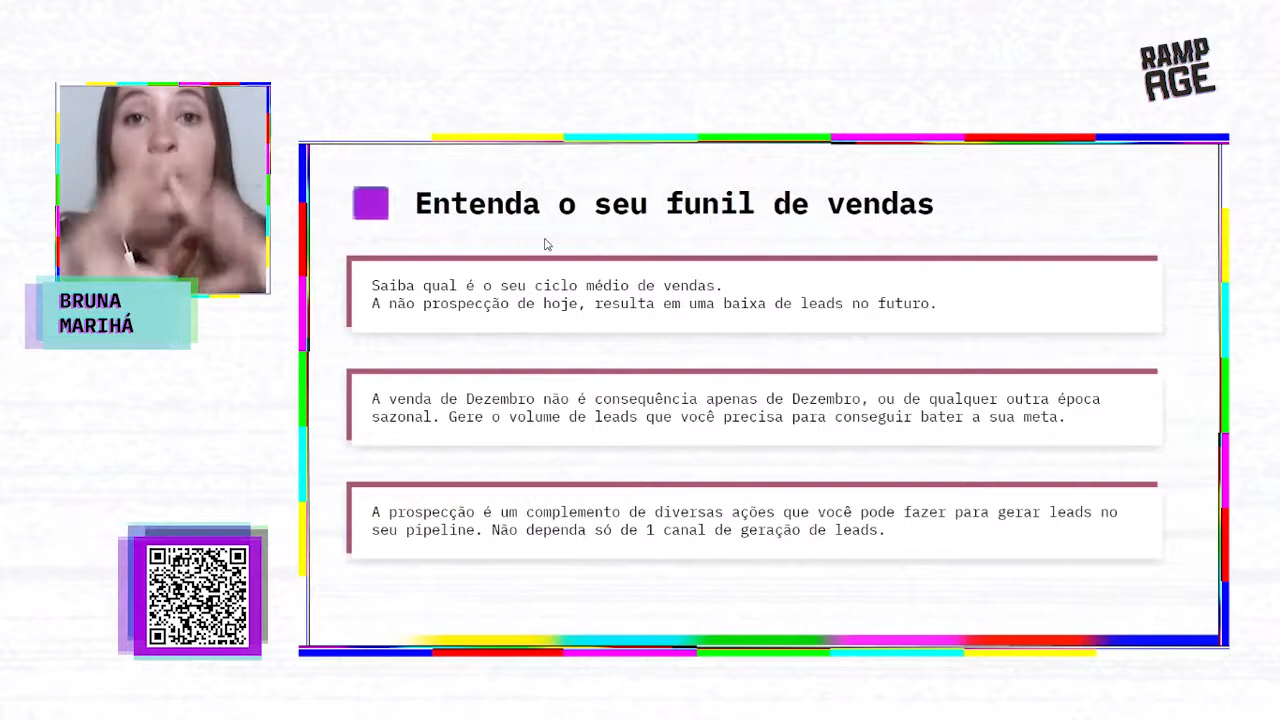 RAMP
AGE
BRUNA
MARIHÁ
Entenda o seu funil de vendas
Saiba qual é o seu ciclo médio de vendas.
A não prospecção de hoje, resulta em uma baixa de leads no futuro.
A venda de Dezembro não é consequência apenas de Dezembro, ou de qualquer outra época
sazonal. Gere o volume de leads que você precisa para conseguir bater a sua meta.
A prospecção é um complemento de diversas ações que você pode fazer para gerar leads no
seu pipeline. Não dependa só de 1 canal de geração de leads.